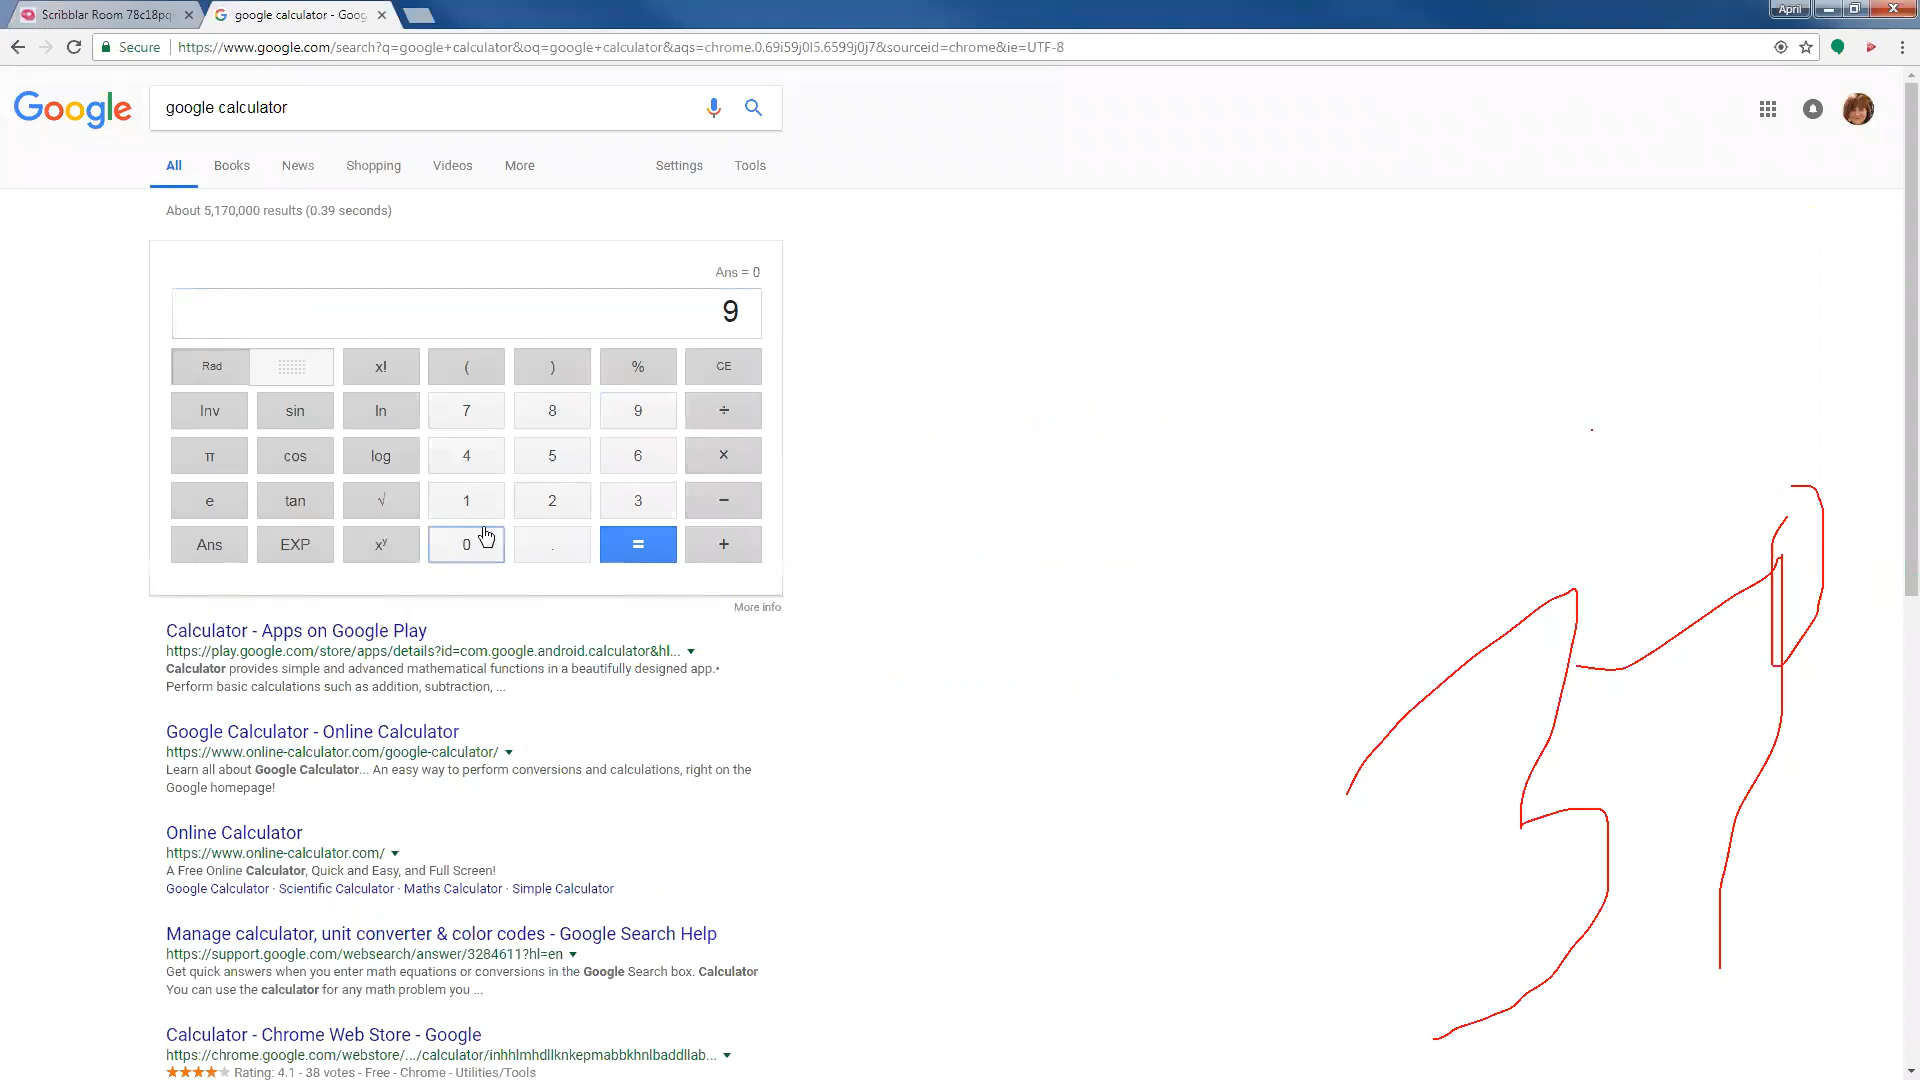 Scribblar Room 78c18pq
google calculator - Goog
April
Secure https://www.google.com/search?q=google+calculator&oq=google+calculator&aqs=chrome.0.69i59j0l5.6599j0j7&sourceid=chrome&ie=UTF-8
Google
google calculator
All Books News Shopping Videos More Settings Tools
About 5,170,000 results (0.39 seconds)
Ans = 0
9
Rad x! ( ) % CE
Inv sin ln 7 8 9 ÷
π cos log 4 5 6 ×
e tan √ 1 2 3 −
Ans EXP xʸ 0 . = +
More info
Calculator - Apps on Google Play
https://play.google.com/store/apps/details?id=com.google.android.calculator&hl...
Calculator provides simple and advanced mathematical functions in a beautifully designed app.•
Perform basic calculations such as addition, subtraction, ...
Google Calculator - Online Calculator
https://www.online-calculator.com/google-calculator/
Learn all about Google Calculator... An easy way to perform conversions and calculations, right on the
Google homepage!
Online Calculator
https://www.online-calculator.com/
A Free Online Calculator, Quick and Easy, and Full Screen!
Google Calculator · Scientific Calculator · Maths Calculator · Simple Calculator
Manage calculator, unit converter & color codes - Google Search Help
https://support.google.com/websearch/answer/3284611?hl=en
Get quick answers when you enter math equations or conversions in the Google Search box. Calculator
You can use the calculator for any math problem you ...
Calculator - Chrome Web Store - Google
https://chrome.google.com/webstore/.../calculator/inhhlmhdllknkepmabbkhnlbaddllab...
Rating: 4.1 - 38 votes - Free - Chrome - Utilities/Tools